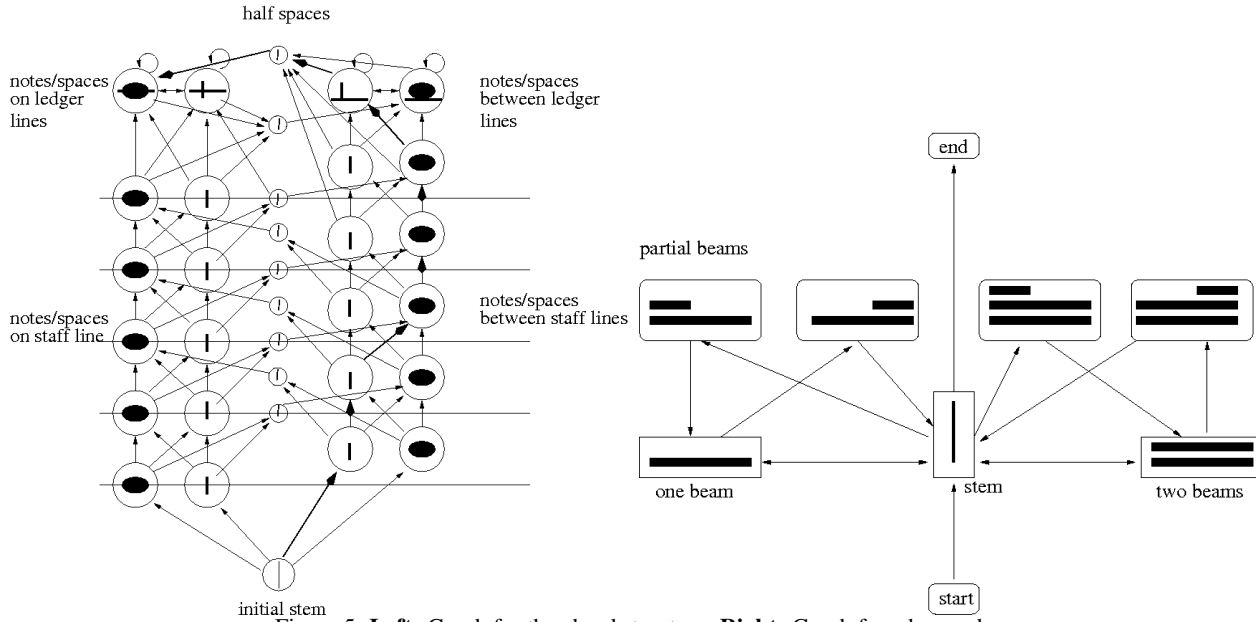 half spaces
notes/spaces
on ledger
lines
notes/spaces
between ledger
lines
notes/spaces
on staff line
notes/spaces
between staff lines
initial stem
end
partial beams
one beam
stem
two beams
start